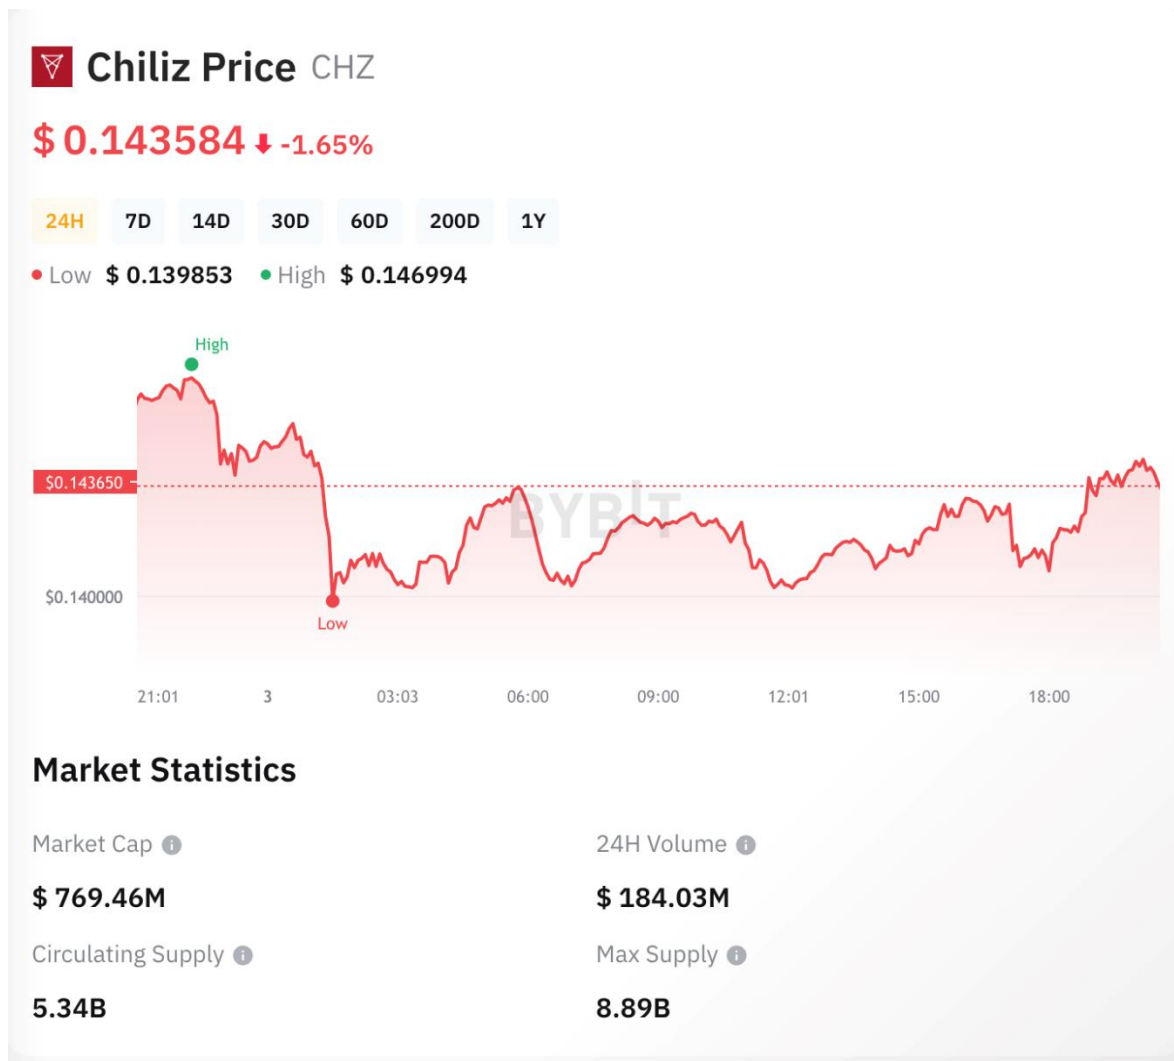 Chiliz Price CHZ
$ 0.143584 -1.65%
24H 7D 14D 30D 60D 200D 1Y
Low $ 0.139853 High $ 0.146994
High
$0.143650
BYBIT
$0.140000
Low
21:01 3 03:03 06:00 09:00 12:01 15:00 18:00
Market Statistics
Market Cap 24H Volume
$ 769.46M $ 184.03M
Circulating Supply Max Supply
5.34B 8.89B